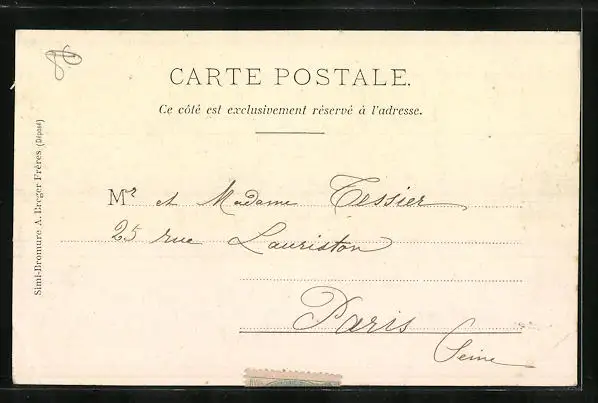 CARTE POSTALE.
Ce côté est exclusivement réservé à l'adresse.
Mr et Madame Tessier
25 rue Lauriston
Paris
Seine
Simi-Bromure A. Breger Frères (Déposé)